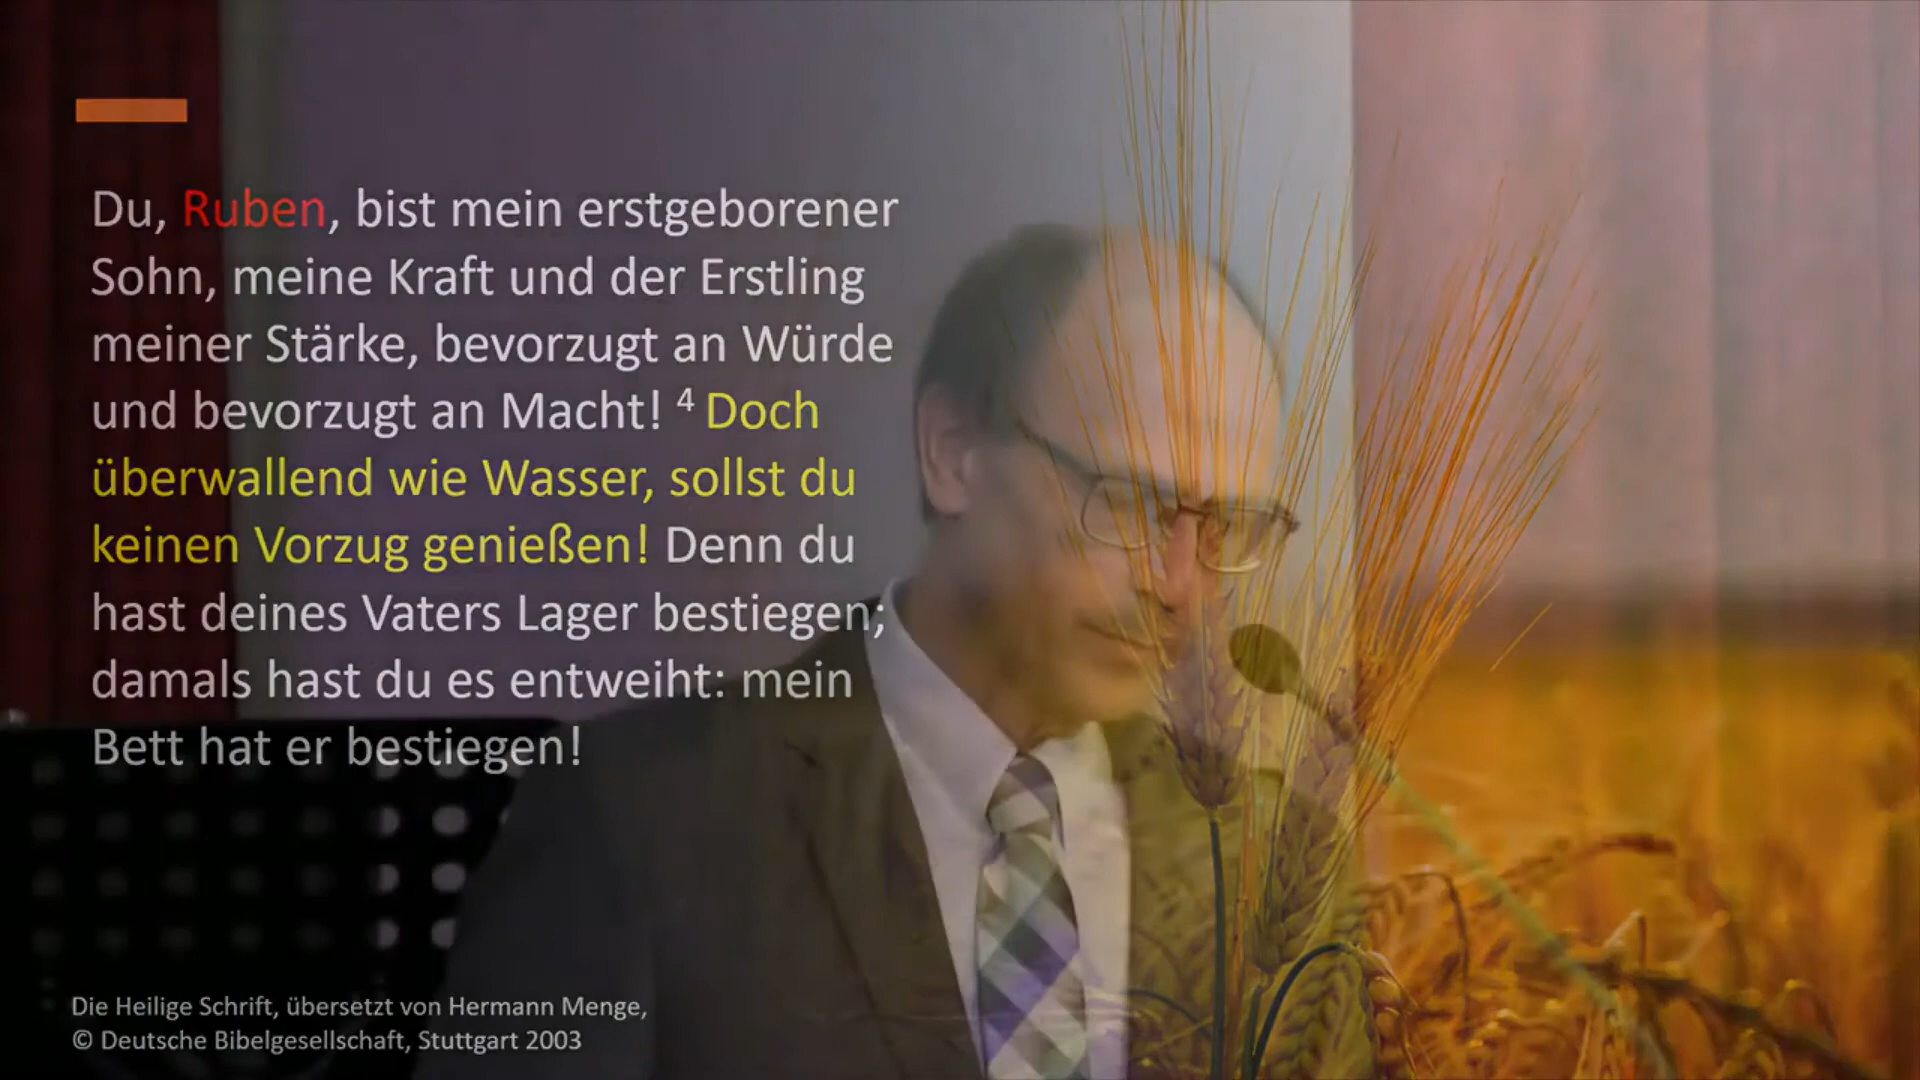 Du, Ruben, bist mein erstgeborener
Sohn, meine Kraft und der Erstling
meiner Stärke, bevorzugt an Würde
und bevorzugt an Macht! ⁴ Doch
überwallend wie Wasser, sollst du
keinen Vorzug genießen! Denn du
hast deines Vaters Lager bestiegen;
damals hast du es entweiht: mein
Bett hat er bestiegen!
Die Heilige Schrift, übersetzt von Hermann Menge,
© Deutsche Bibelgesellschaft, Stuttgart 2003